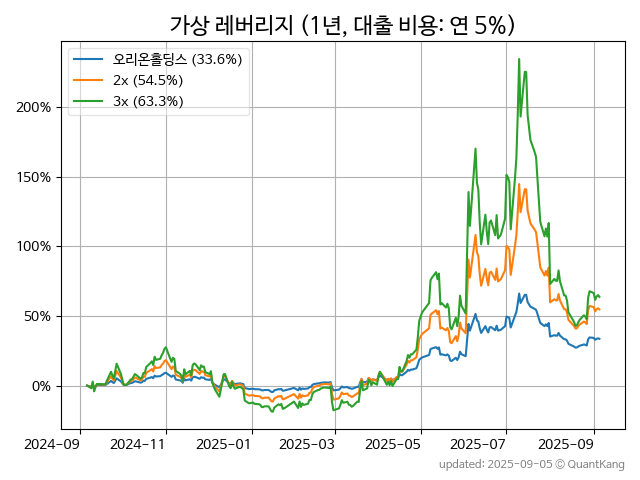 가상 레버리지 (1년, 대출 비용: 연 5%)
오리온홀딩스 (33.6%)
2x (54.5%)
3x (63.3%)
200%
150%
100%
50%
0%
2024-09 2024-11 2025-01 2025-03 2025-05 2025-07 2025-09
updated: 2025-09-05 © QuantKang